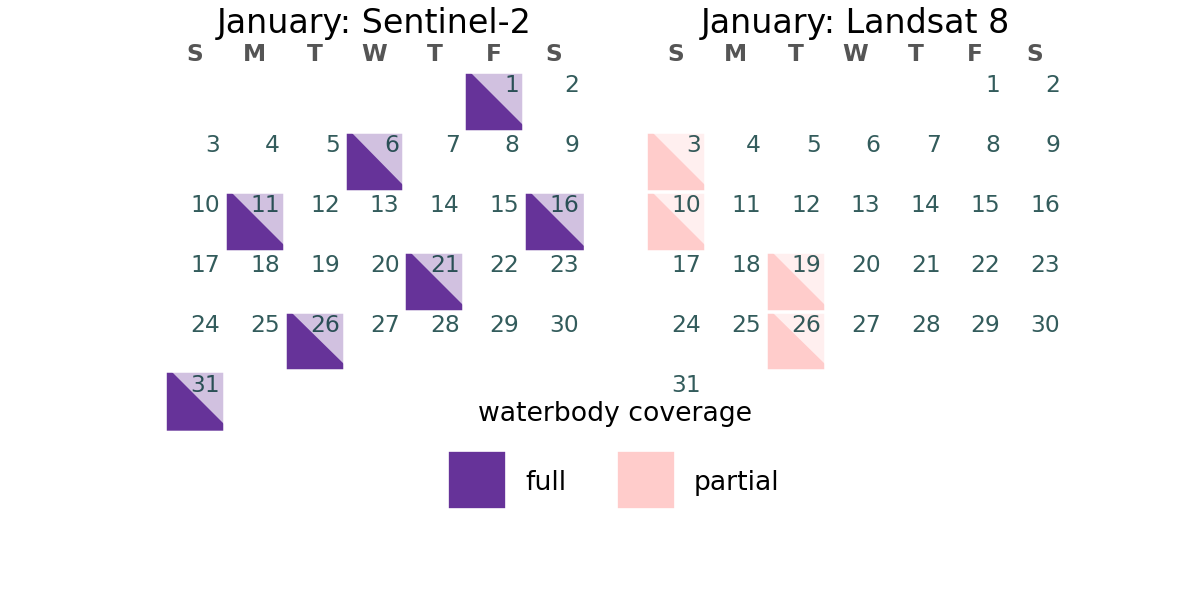 January: Sentinel-2
S M T W T F S
1 2
3 4 5 6 7 8 9
10 11 12 13 14 15 16
17 18 19 20 21 22 23
24 25 26 27 28 29 30
31
January: Landsat 8
S M T W T F S
1 2
3 4 5 6 7 8 9
10 11 12 13 14 15 16
17 18 19 20 21 22 23
24 25 26 27 28 29 30
31
waterbody coverage
full partial